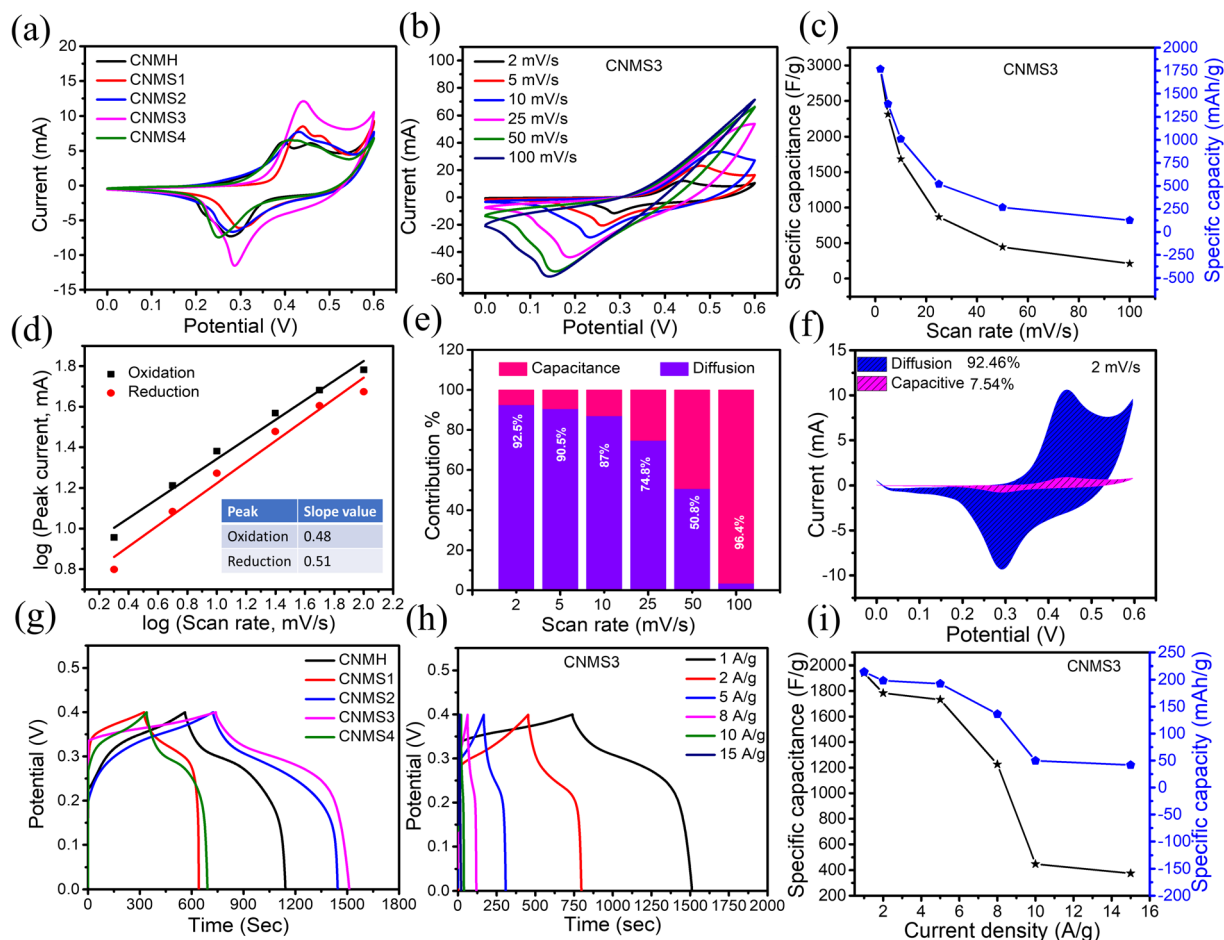 (a)
20
15
10
5
0
-5
-10
-15
Current (mA)
CNMH
CNMS1
CNMS2
CNMS3
CNMS4
0.0 0.1 0.2 0.3 0.4 0.5 0.6
Potential (V)
(b)
100
80
60
40
20
0
-20
-40
-60
Current (mA)
2 mV/s
5 mV/s
10 mV/s
25 mV/s
50 mV/s
100 mV/s
CNMS3
0.0 0.1 0.2 0.3 0.4 0.5 0.6
Potential (V)
(c)
Specific capacitance (F/g)
3000
2500
2000
1500
1000
500
0
CNMS3
2000
1750
1500
1250
1000
750
500
250
0
-250
-500
Specific capacity (mAh/g)
0 20 40 60 80 100
Scan rate (mV/s)
(d)
log (Peak current, mA)
1.8
1.6
1.4
1.2
1.0
0.8
Oxidation
Reduction
Peak Slope value
Oxidation 0.48
Reduction 0.51
0.2 0.4 0.6 0.8 1.0 1.2 1.4 1.6 1.8 2.0 2.2
log (Scan rate, mV/s)
(e)
Contribution %
120
100
80
60
40
20
0
Capacitance Diffusion
92.5%
90.5%
87%
74.8%
50.8%
96.4%
2 5 10 25 50 100
Scan rate (mV/s)
(f)
Current (mA)
15
10
5
0
-5
-10
Diffusion 92.46%
Capacitive 7.54%
2 mV/s
0.0 0.1 0.2 0.3 0.4 0.5 0.6
Potential (V)
(g)
Potential (V)
0.5
0.4
0.3
0.2
0.1
0.0
CNMH
CNMS1
CNMS2
CNMS3
CNMS4
0 300 600 900 1200 1500 1800
Time (Sec)
(h)
Potential (V)
0.5
0.4
0.3
0.2
0.1
0.0
CNMS3
1 A/g
2 A/g
5 A/g
8 A/g
10 A/g
15 A/g
0 250 500 750 1000 1250 1500 1750 2000
Time (sec)
(i)
Specific capacitance (F/g)
2000
1800
1600
1400
1200
1000
800
600
400
200
CNMS3
250
200
150
100
50
0
-50
-100
-150
-200
Specific capacity (mAh/g)
2 4 6 8 10 12 14 16
Current density (A/g)